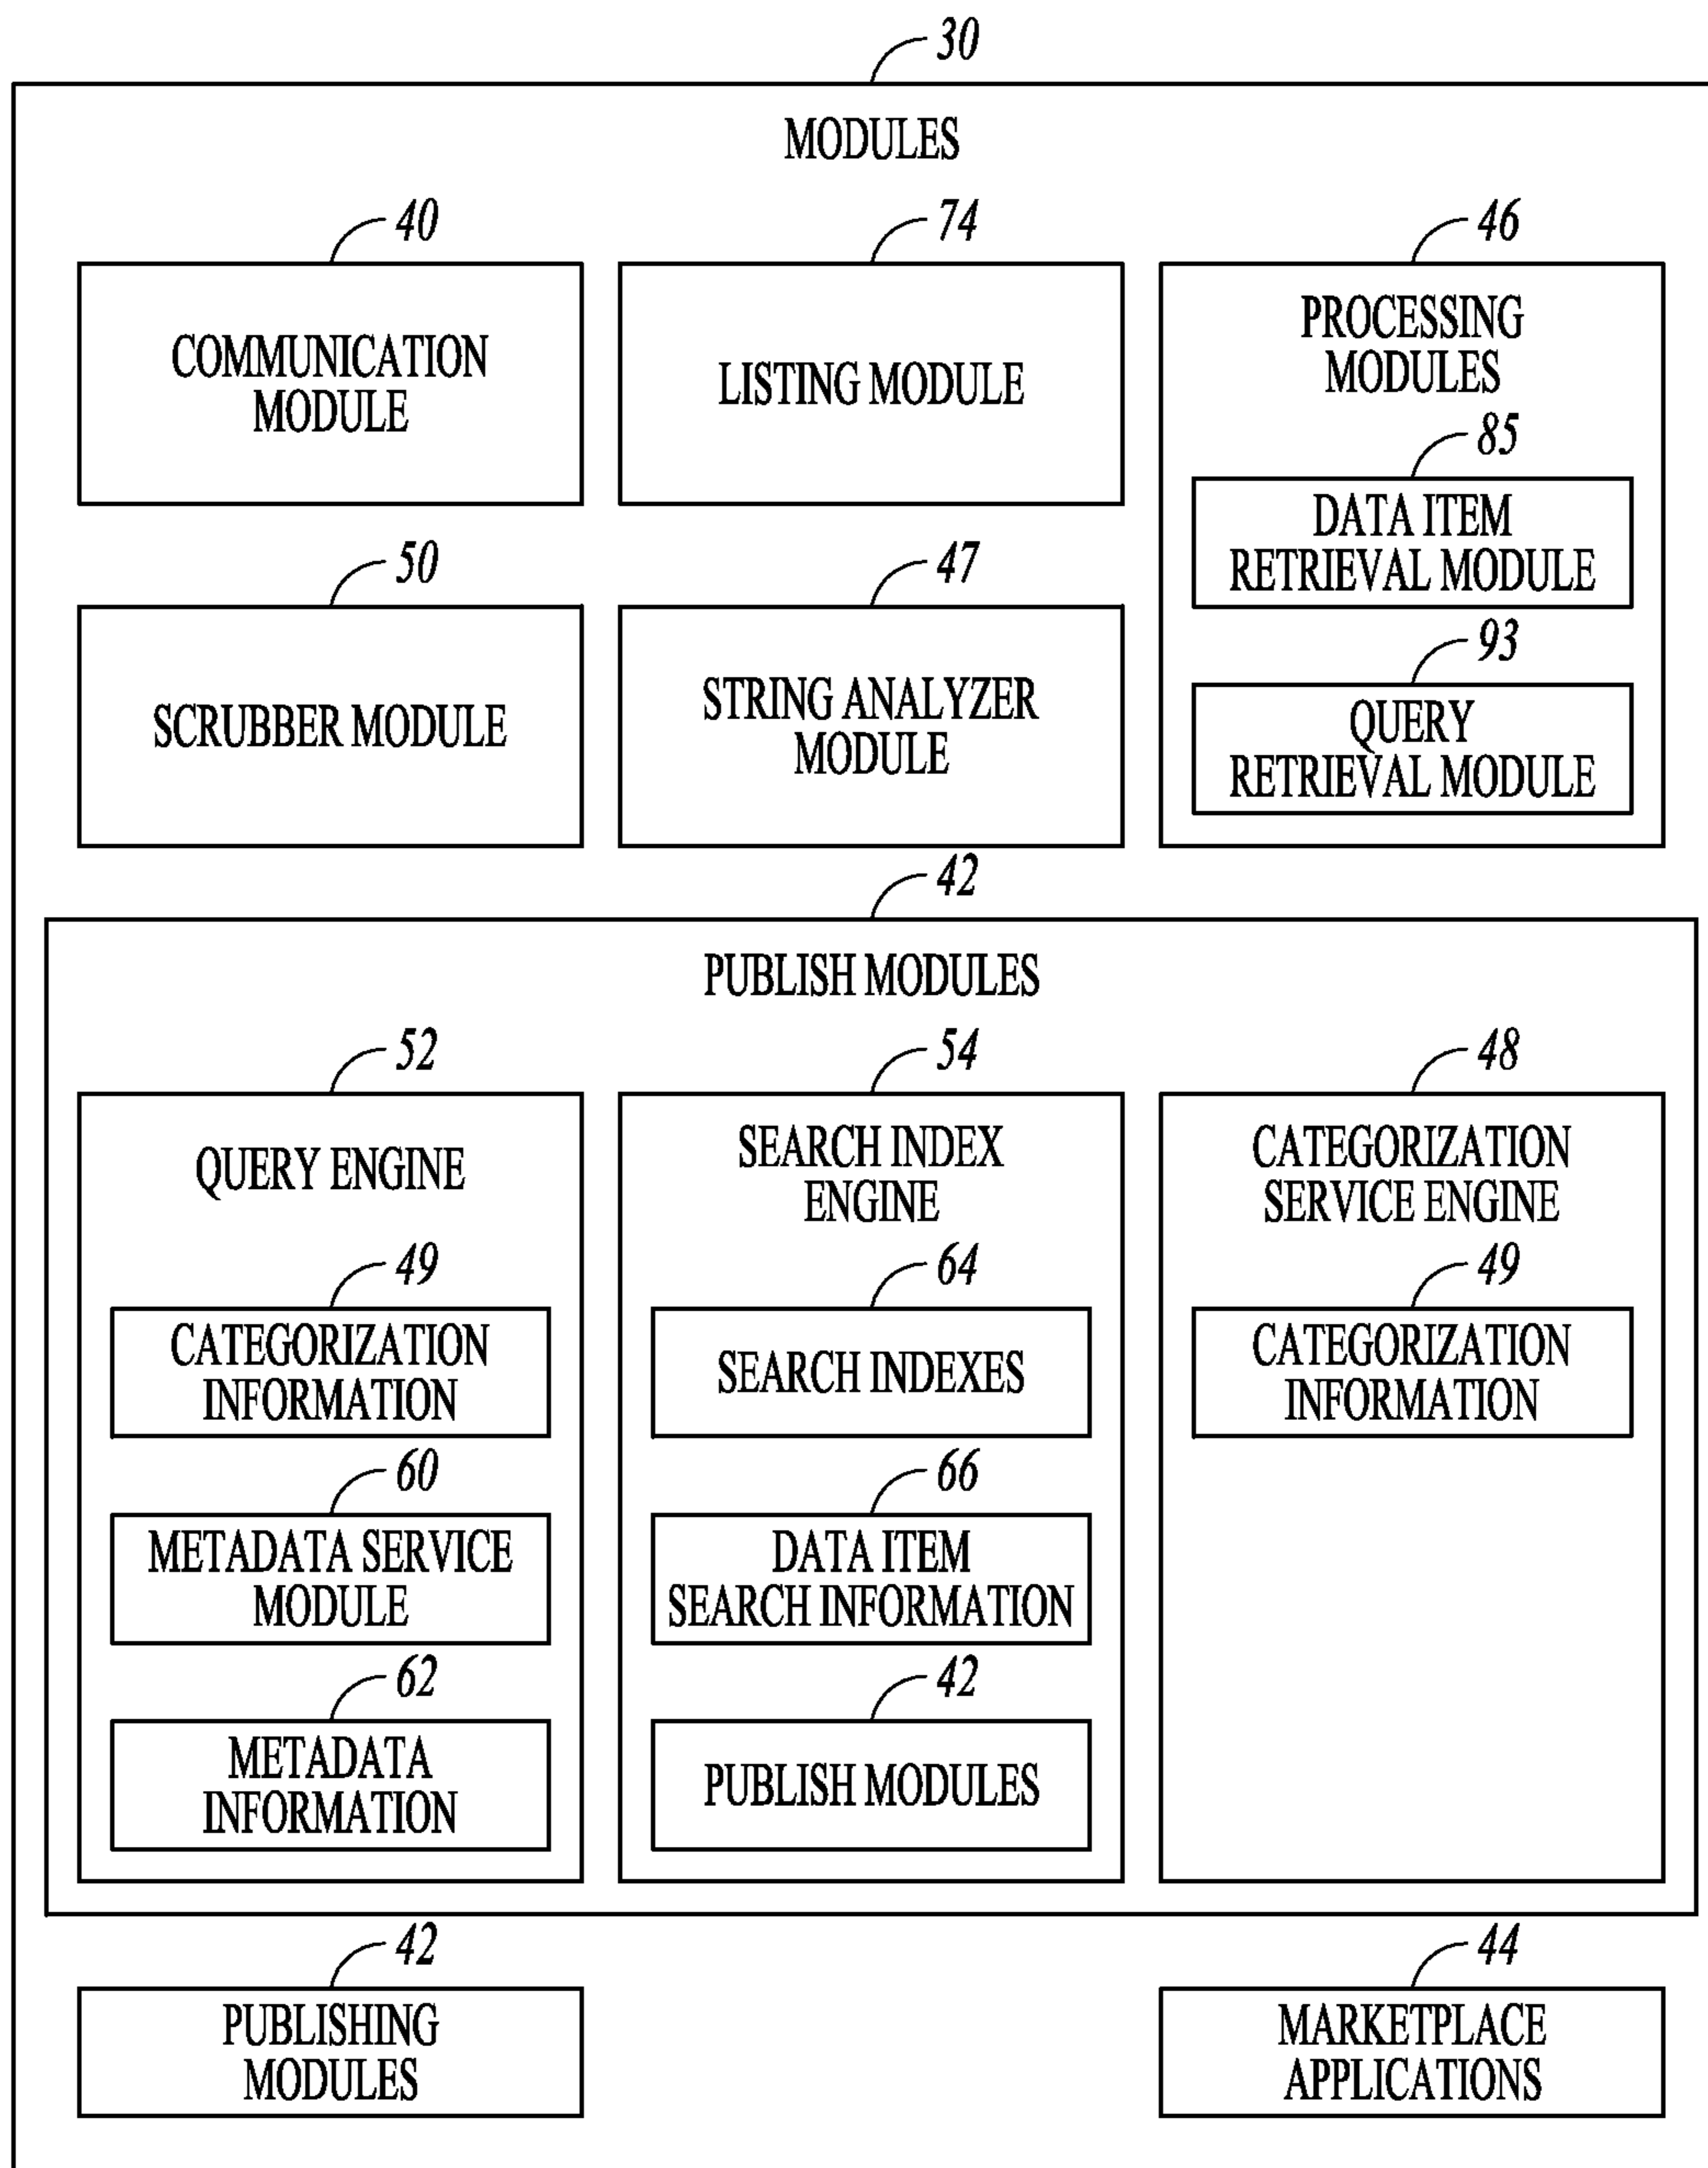 30
MODULES
40
COMMUNICATION
MODULE
74
LISTING MODULE
46
PROCESSING
MODULES
85
DATA ITEM
RETRIEVAL MODULE
93
QUERY
RETRIEVAL MODULE
50
SCRUBBER MODULE
47
STRING ANALYZER
MODULE
42
PUBLISH MODULES
52
QUERY ENGINE
49
CATEGORIZATION
INFORMATION
60
METADATA SERVICE
MODULE
62
METADATA
INFORMATION
54
SEARCH INDEX
ENGINE
64
SEARCH INDEXES
66
DATA ITEM
SEARCH INFORMATION
42
PUBLISH MODULES
48
CATEGORIZATION
SERVICE ENGINE
49
CATEGORIZATION
INFORMATION
42
PUBLISHING
MODULES
44
MARKETPLACE
APPLICATIONS